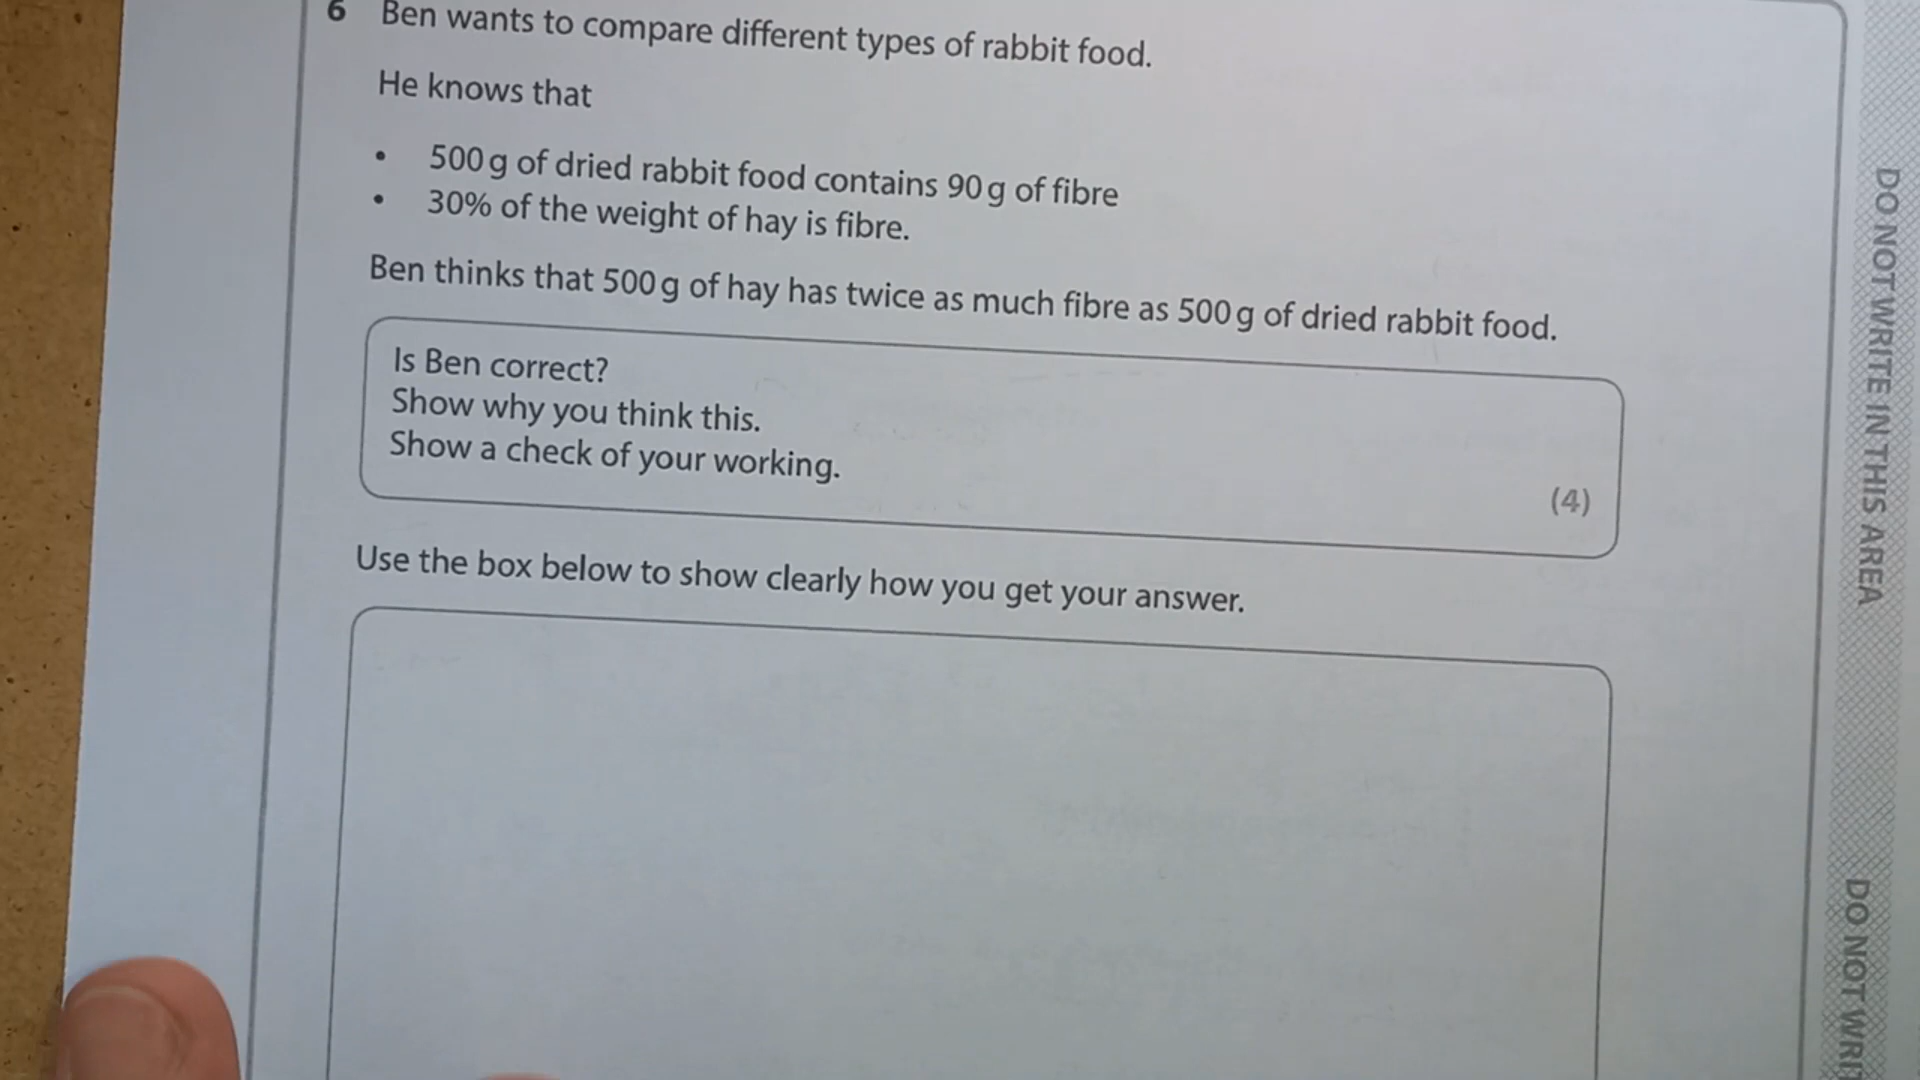 6 Ben wants to compare different types of rabbit food.
He knows that
• 500 g of dried rabbit food contains 90 g of fibre
• 30% of the weight of hay is fibre.
Ben thinks that 500 g of hay has twice as much fibre as 500 g of dried rabbit food.
Is Ben correct?
Show why you think this.
Show a check of your working.
(4)
Use the box below to show clearly how you get your answer.
DO NOT WRITE IN THIS AREA
DO NOT WRI